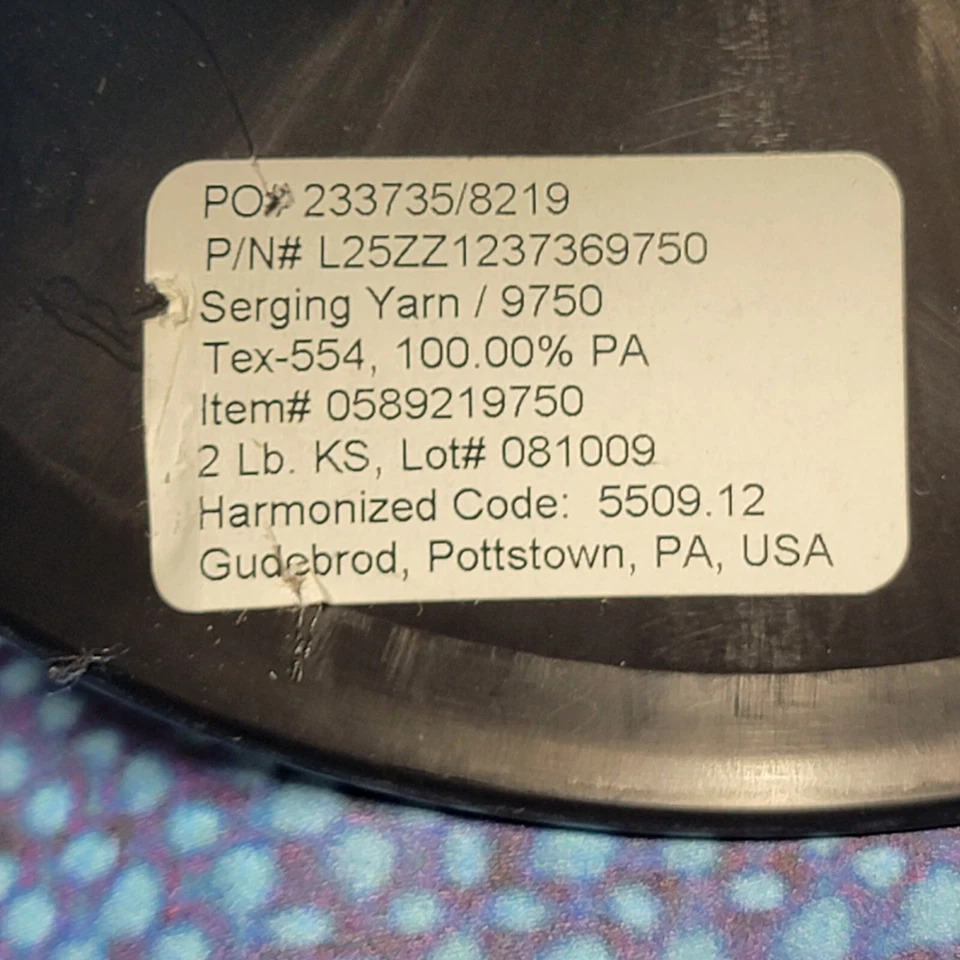 PO# 233735/8219
P/N# L25ZZ1237369750
Serging Yarn / 9750
Tex-554, 100.00% PA
Item# 0589219750
2 Lb. KS, Lot# 081009
Harmonized Code: 5509.12
Gudebrod, Pottstown, PA, USA